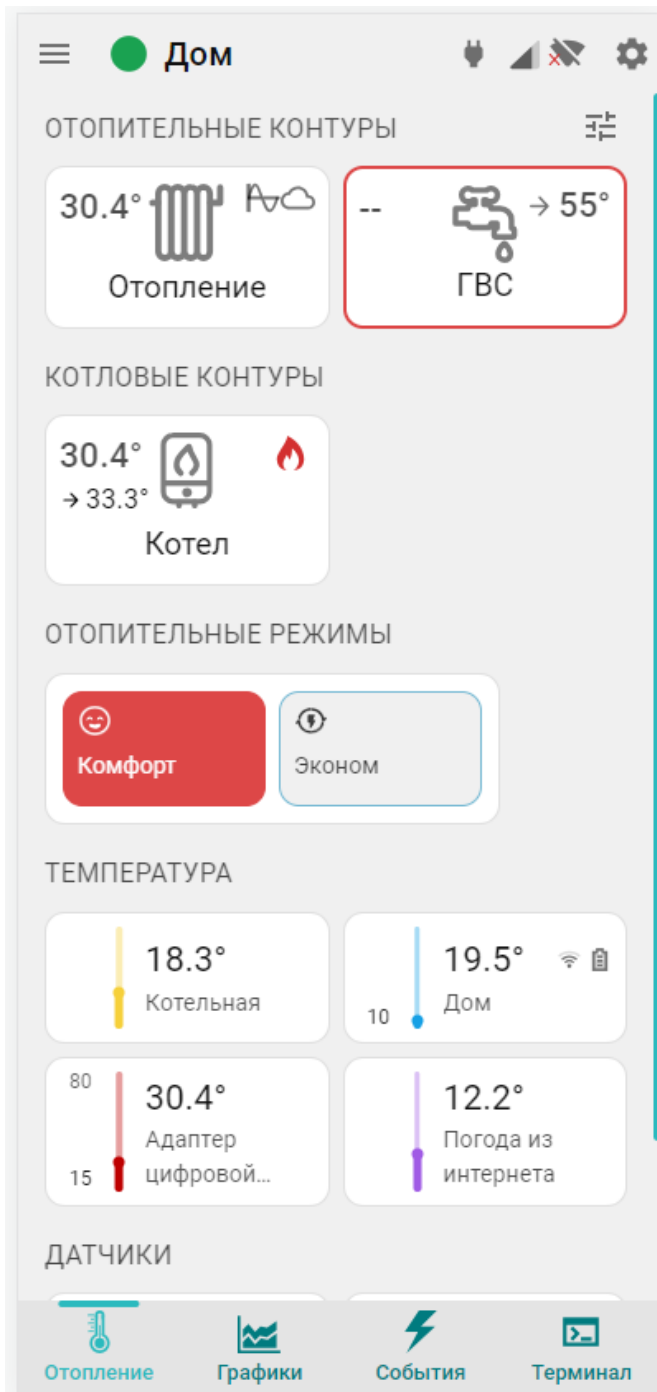 Дом
ОТОПИТЕЛЬНЫЕ КОНТУРЫ
30.4°
Отопление
--
→ 55°
ГВС
КОТЛОВЫЕ КОНТУРЫ
30.4°
→ 33.3°
Котел
ОТОПИТЕЛЬНЫЕ РЕЖИМЫ
Комфорт
Эконом
ТЕМПЕРАТУРА
18.3°
Котельная
19.5°
10
Дом
80
30.4°
Адаптер
15
цифровой...
12.2°
Погода из
интернета
ДАТЧИКИ
Отопление
Графики
События
Терминал